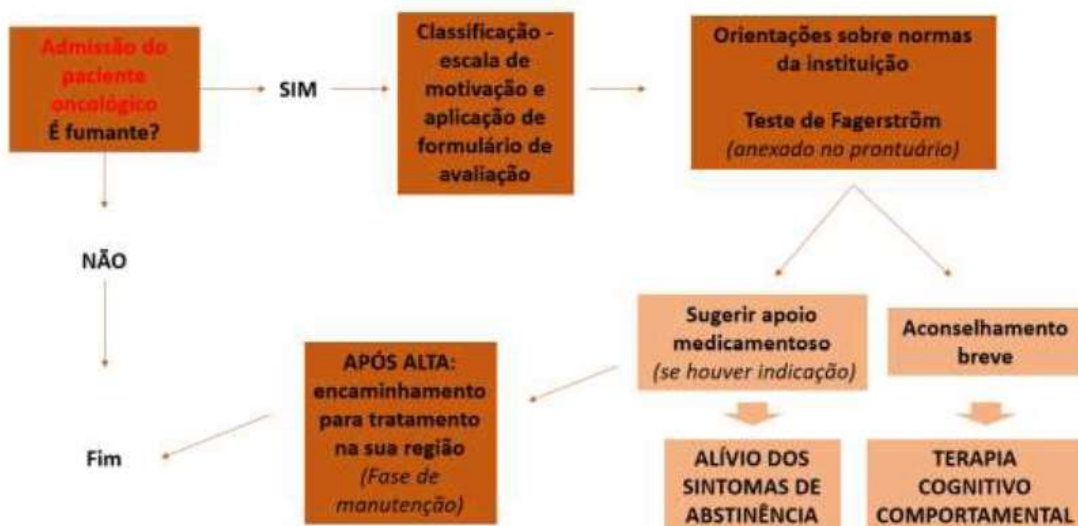 Admissão do
paciente
oncológico
É fumante?
SIM
Classificação -
escala de
motivação e
aplicação de
formulário de
avaliação
Orientações sobre normas
da instituição
Teste de Fagerström
(anexado no prontuário)
NÃO
Sugerir apoio
medicamentoso
(se houver indicação)
Aconselhamento
breve
APÓS ALTA:
encaminhamento
para tratamento
na sua região
(Fase de
manutenção)
Fim
ALÍVIO DOS
SINTOMAS DE
ABSTINÊNCIA
TERAPIA
COGNITIVO
COMPORTAMENTAL